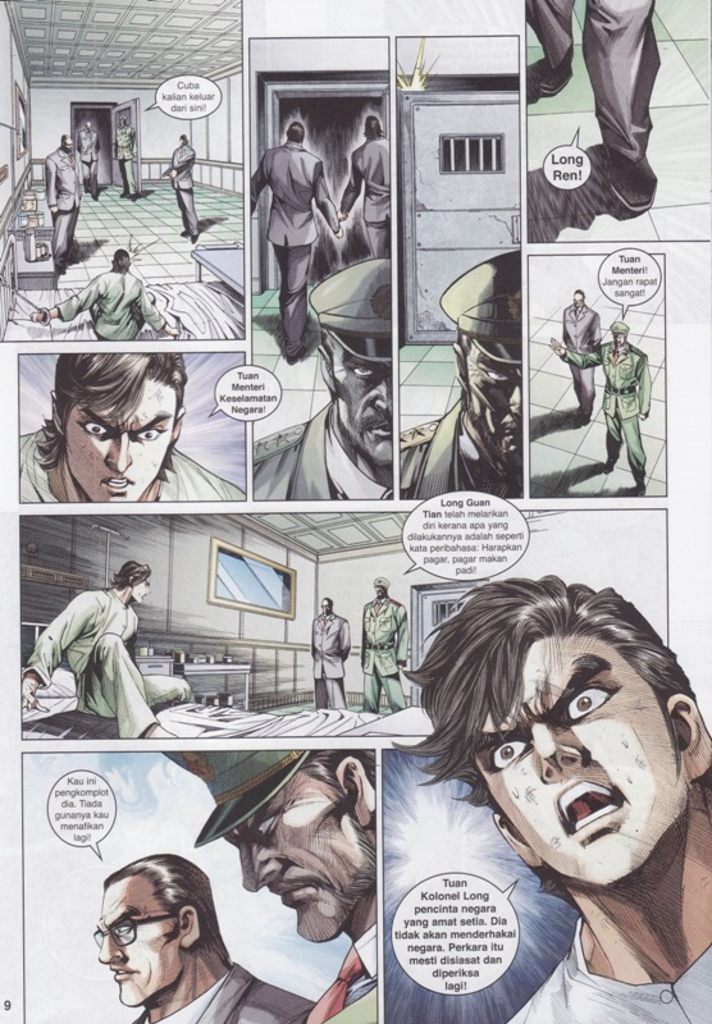 Cuba
kalian keluar
dari sini!
Long
Ren!
Tuan
Menteri!
Jangan rapat
sangat!
Tuan
Menteri
Keselamatan
Negara!
Long Guan
Tian telah melarikan
diri kerana apa yang
dilakukannya adalah seperti
kata peribahasa: Harapkan
pagar, pagar makan
padi!
Kau ini
pengkomplot
dia. Tiada
gunanya kau
menafikan
lagi!
Tuan
Kolonel Long
pencinta negara
yang amat setia. Dia
tidak akan menderhakai
negara. Perkara itu
mesti disiasat dan
diperiksa
lagi!
9